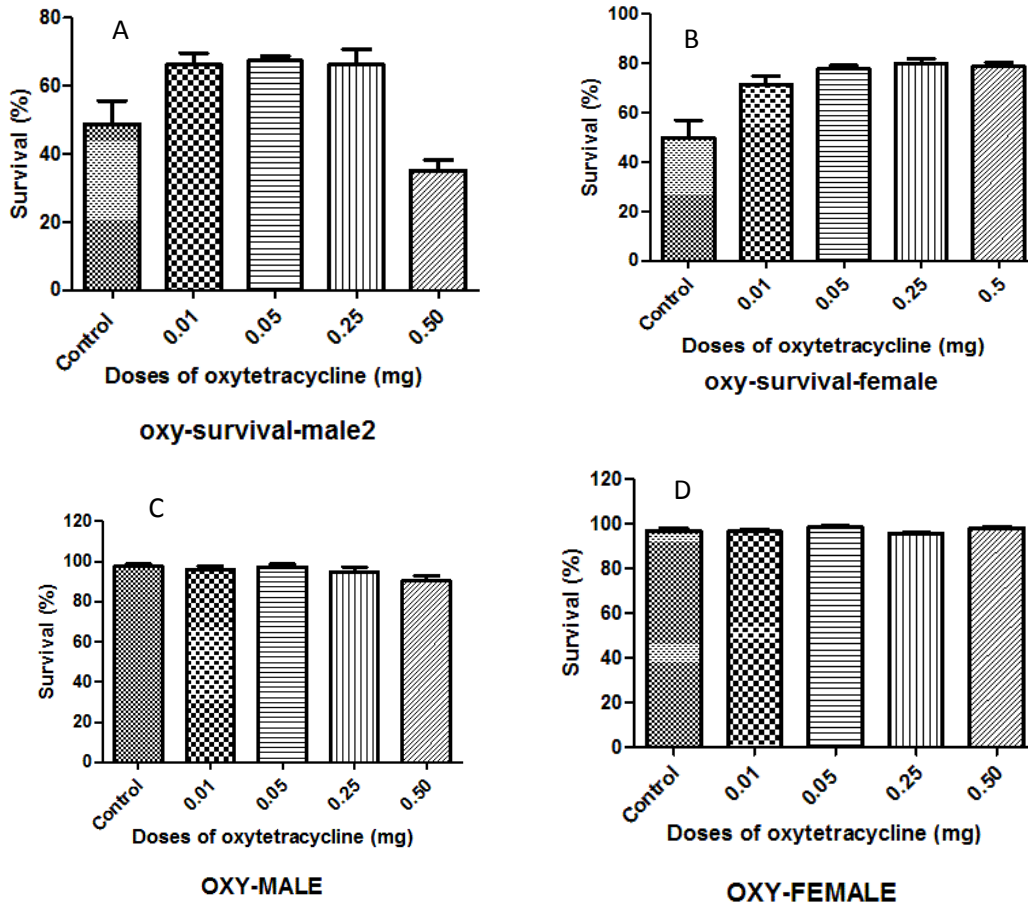 A
80
60
40
20
0
Survival (%)
Control
0.01
0.05
0.25
0.50
Doses of oxytetracycline (mg)
oxy-survival-male2
B
100
80
60
40
20
0
Survival (%)
Control
0.01
0.05
0.25
0.5
Doses of oxytetracycline (mg)
oxy-survival-female
C
120
100
80
60
40
20
0
Survival (%)
Control
0.01
0.05
0.25
0.50
Doses of oxytetracycline (mg)
OXY-MALE
D
120
100
80
60
40
20
0
Survival (%)
Control
0.01
0.05
0.25
0.50
Doses of oxytetracycline (mg)
OXY-FEMALE